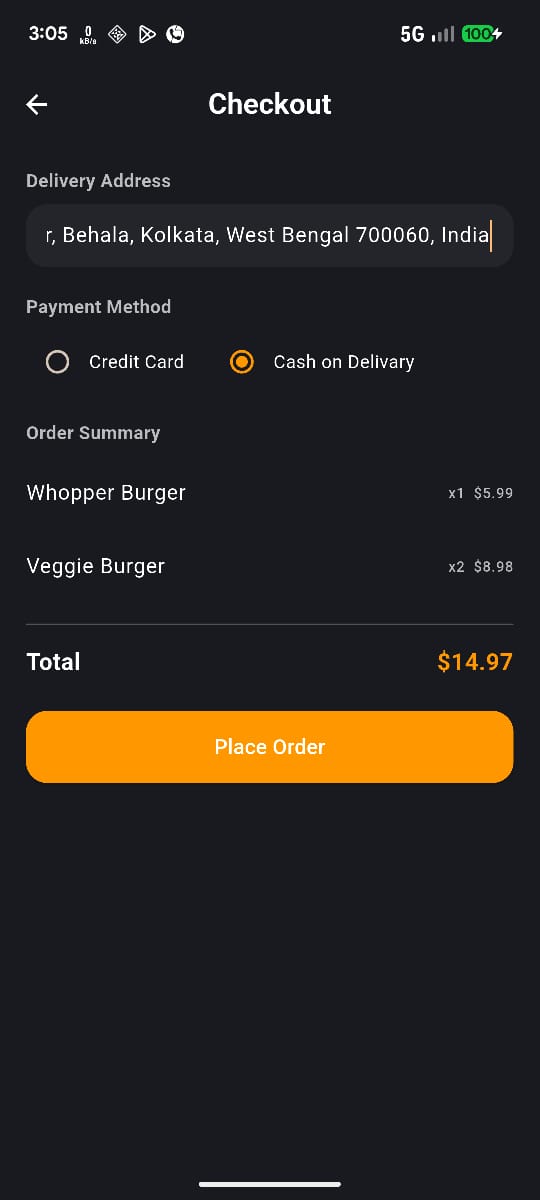 3:05 0 kB/s 5G 100
Checkout
Delivery Address
r, Behala, Kolkata, West Bengal 700060, India
Payment Method
Credit Card Cash on Delivary
Order Summary
Whopper Burger x1 $5.99
Veggie Burger x2 $8.98
Total $14.97
Place Order